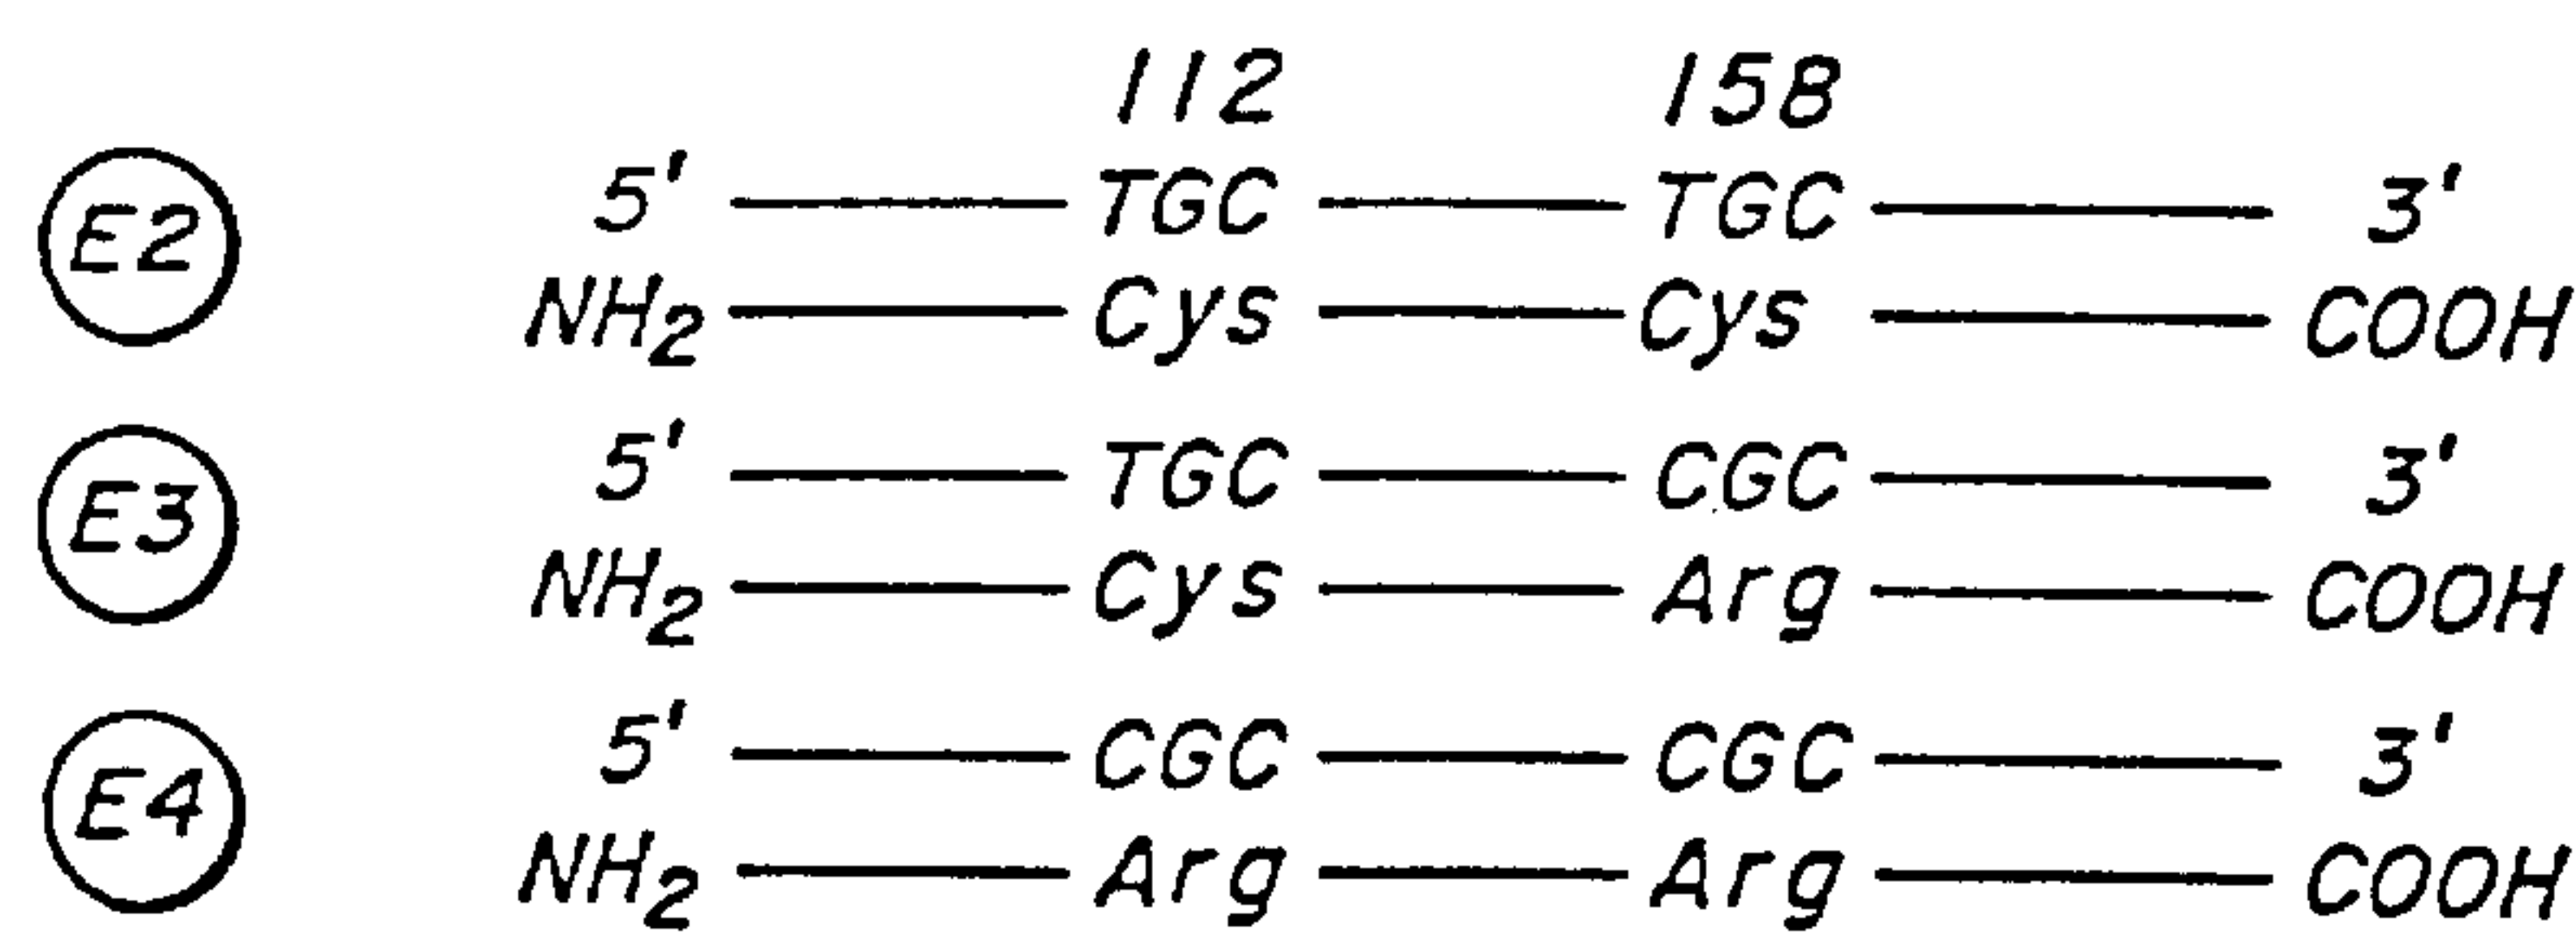 112 158
5' TGC TGC 3'
E2
NH2 Cys Cys COOH
5' TGC CGC 3'
E3
NH2 Cys Arg COOH
5' CGC CGC 3'
E4
NH2 Arg Arg COOH